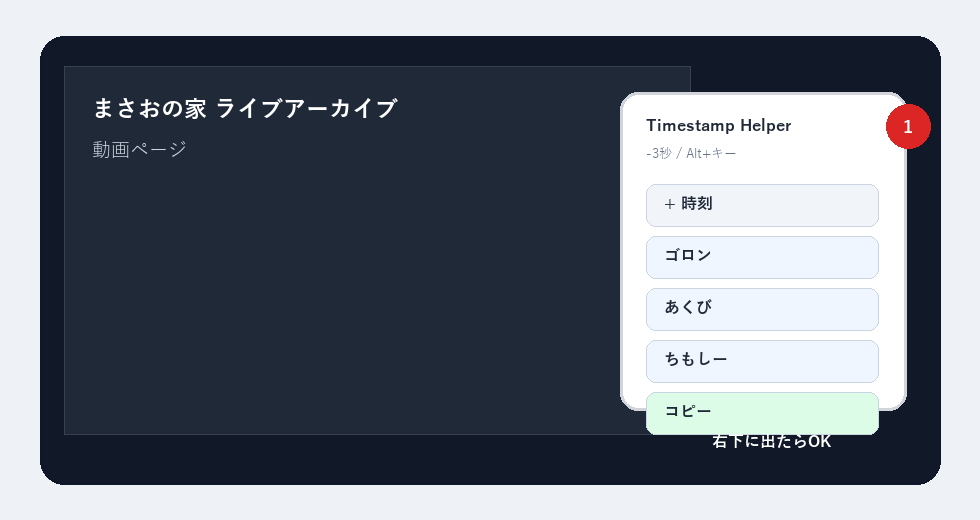 まさおの家 ライブアーカイブ
動画ページ
Timestamp Helper
-3秒 / Alt+キー
1
+ 時刻
ゴロン
あくび
ちもしー
コピー
右下に出たらOK